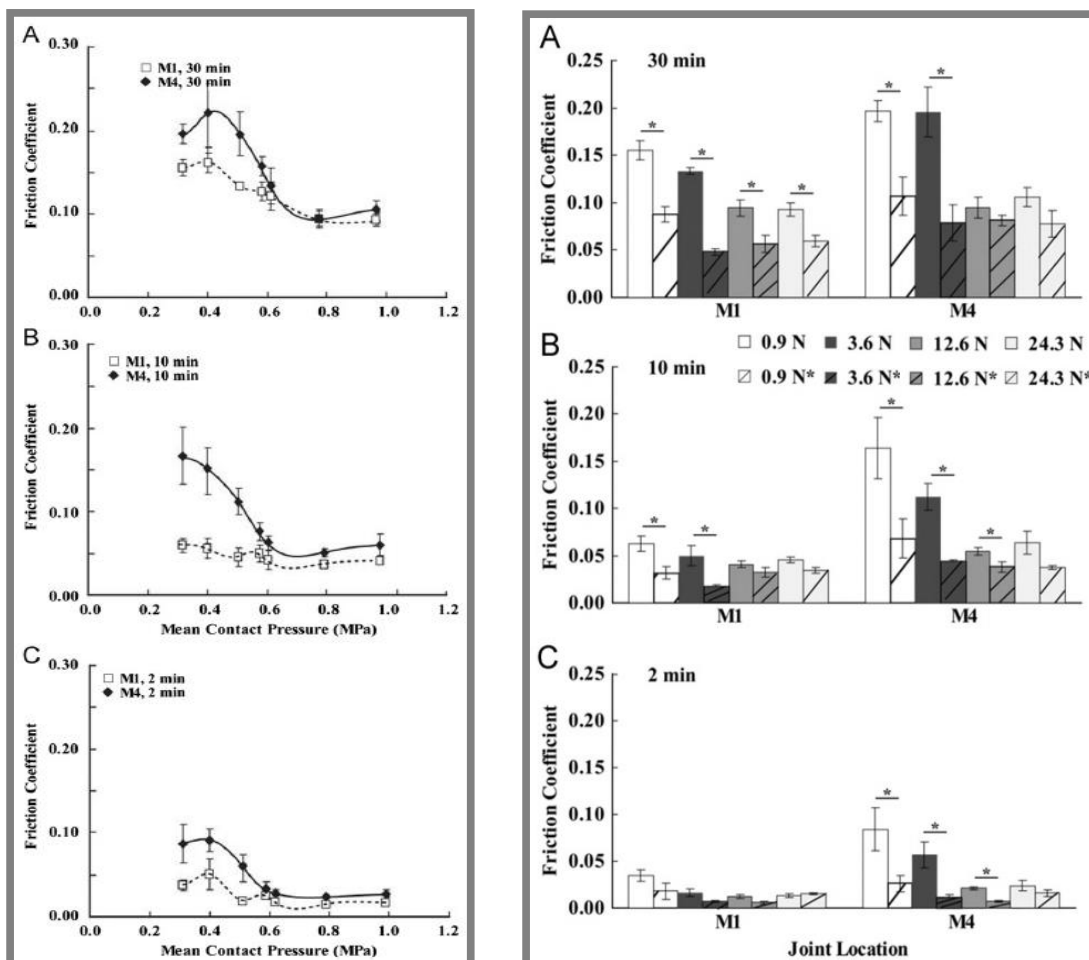 A
0.30
M1, 30 min
M4, 30 min
0.20
0.10
0.00
Friction Coefficient
0.0 0.2 0.4 0.6 0.8 1.0 1.2
B
0.30
M1, 10 min
M4, 10 min
0.20
0.10
0.00
Friction Coefficient
0.0 0.2 0.4 0.6 0.8 1.0 1.2
Mean Contact Pressure (MPa)
C
0.30
M1, 2 min
M4, 2 min
0.20
0.10
0.00
Friction Coefficient
0.0 0.2 0.4 0.6 0.8 1.0 1.2
Mean Contact Pressure (MPa)
A
30 min
0.25
0.20
0.15
0.10
0.05
0.00
Friction Coefficient
* * * * * *
M1 M4
B
10 min
0.9 N 3.6 N 12.6 N 24.3 N
0.9 N* 3.6 N* 12.6 N* 24.3 N*
0.25
0.20
0.15
0.10
0.05
0.00
Friction Coefficient
* * * * *
M1 M4
C
2 min
0.25
0.20
0.15
0.10
0.05
0.00
Friction Coefficient
* * *
M1 M4
Joint Location